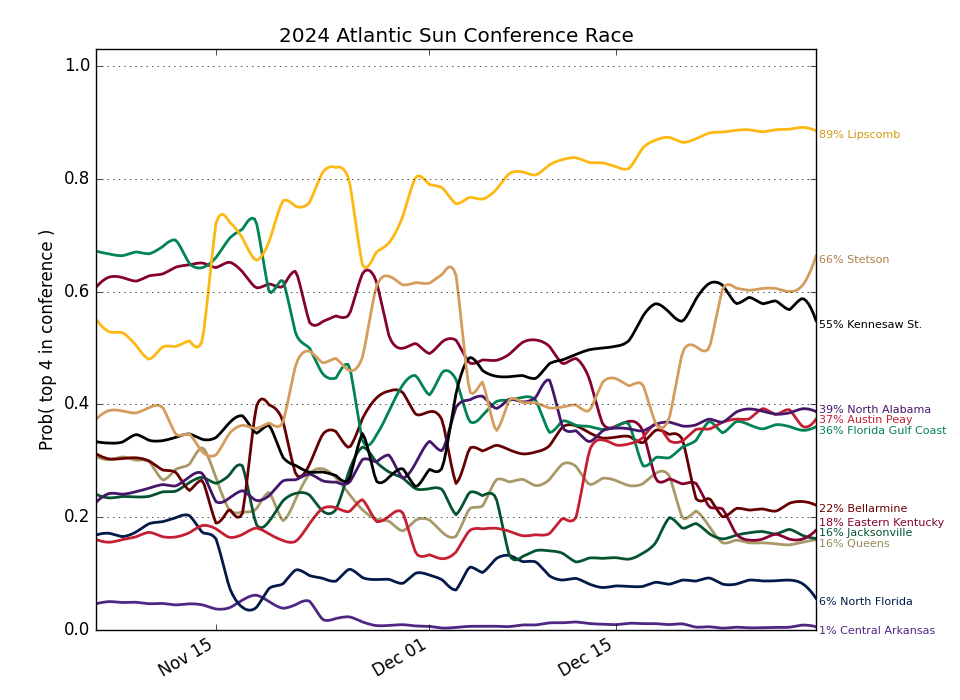 2024 Atlantic Sun Conference Race
Prob( top 4 in conference )
1.0
0.8
0.6
0.4
0.2
0.0
Nov 15
Dec 01
Dec 15
89% Lipscomb
66% Stetson
55% Kennesaw St.
39% North Alabama
37% Austin Peay
36% Florida Gulf Coast
22% Bellarmine
18% Eastern Kentucky
16% Jacksonville
16% Queens
6% North Florida
1% Central Arkansas